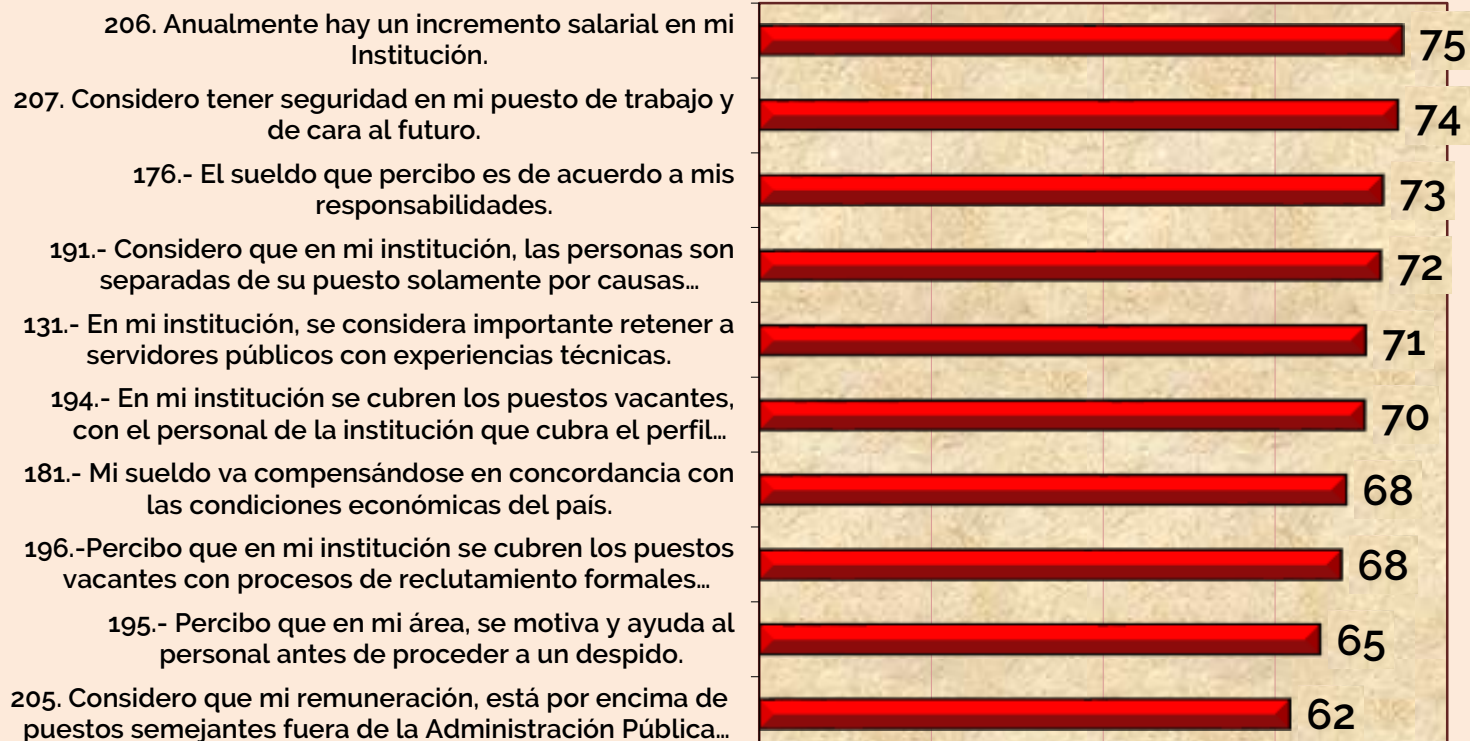 206. Anualmente hay un incremento salarial en mi
Institución.
75
207. Considero tener seguridad en mi puesto de trabajo y
de cara al futuro.
74
176.- El sueldo que percibo es de acuerdo a mis
responsabilidades.
73
191.- Considero que en mi institución, las personas son
separadas de su puesto solamente por causas...
72
131.- En mi institución, se considera importante retener a
servidores públicos con experiencias técnicas.
71
194.- En mi institución se cubren los puestos vacantes,
con el personal de la institución que cubra el perfil...
70
181.- Mi sueldo va compensándose en concordancia con
las condiciones económicas del país.
68
196.-Percibo que en mi institución se cubren los puestos
vacantes con procesos de reclutamiento formales...
68
195.- Percibo que en mi área, se motiva y ayuda al
personal antes de proceder a un despido.
65
205. Considero que mi remuneración, está por encima de
puestos semejantes fuera de la Administración Pública...
62